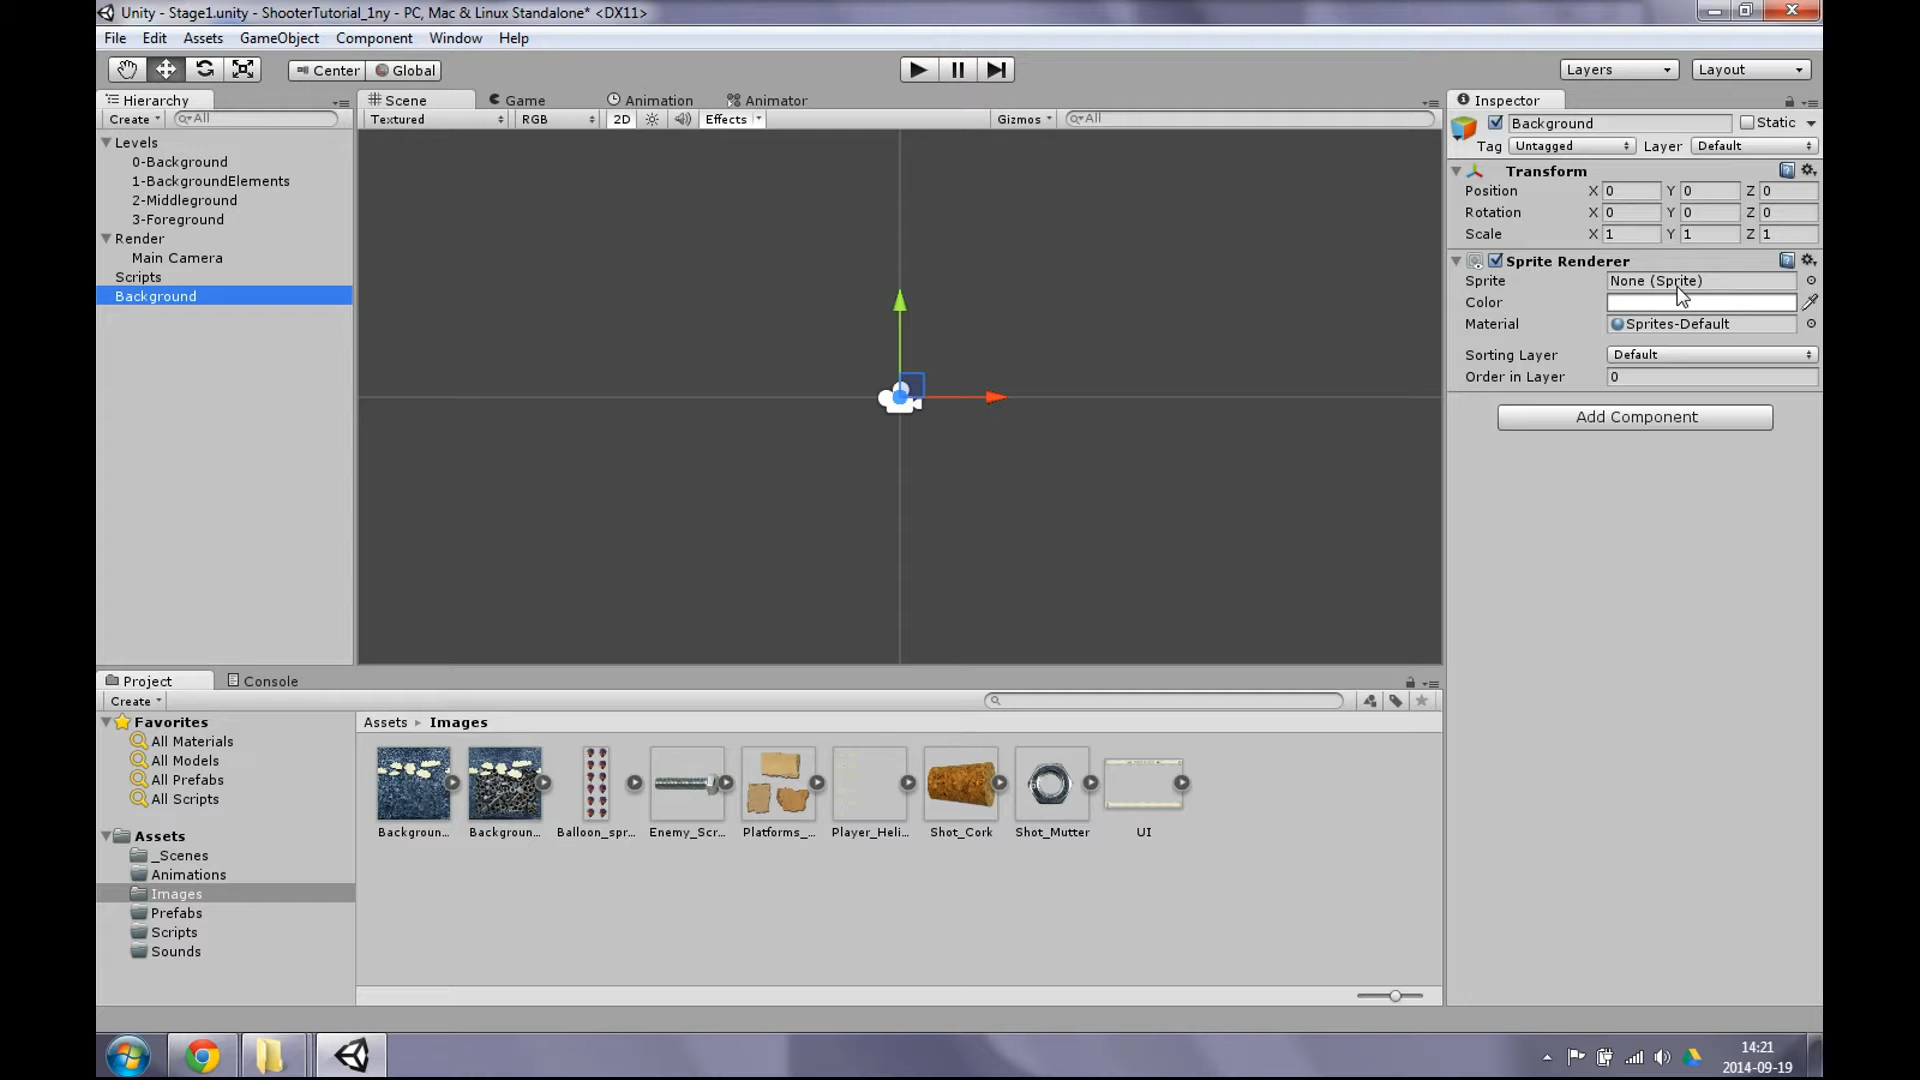 Unity - Stage1.unity - ShooterTutorial_1ny - PC, Mac & Linux Standalone* <DX11>
File Edit Assets GameObject Component Window Help
Center Global Layers Layout
Hierarchy Scene Game Animation Animator Inspector
Create All Textured RGB 2D Effects Gizmos All
Background Static
Tag Untagged Layer Default
Levels
0-Background
1-BackgroundElements
2-Middleground
3-Foreground
Render
Main Camera
Scripts
Background
Transform
Position X 0 Y 0 Z 0
Rotation X 0 Y 0 Z 0
Scale X 1 Y 1 Z 1
Sprite Renderer
Sprite None (Sprite)
Color
Material Sprites-Default
Sorting Layer Default
Order in Layer 0
Add Component
Project Console
Create
Favorites
All Materials
All Models
All Prefabs
All Scripts
Assets
_Scenes
Animations
Images
Prefabs
Scripts
Sounds
Assets Images
Backgroun... Backgroun... Balloon_spr... Enemy_Scr... Platforms_... Player_Heli... Shot_Cork Shot_Mutter UI
14:21
2014-09-19